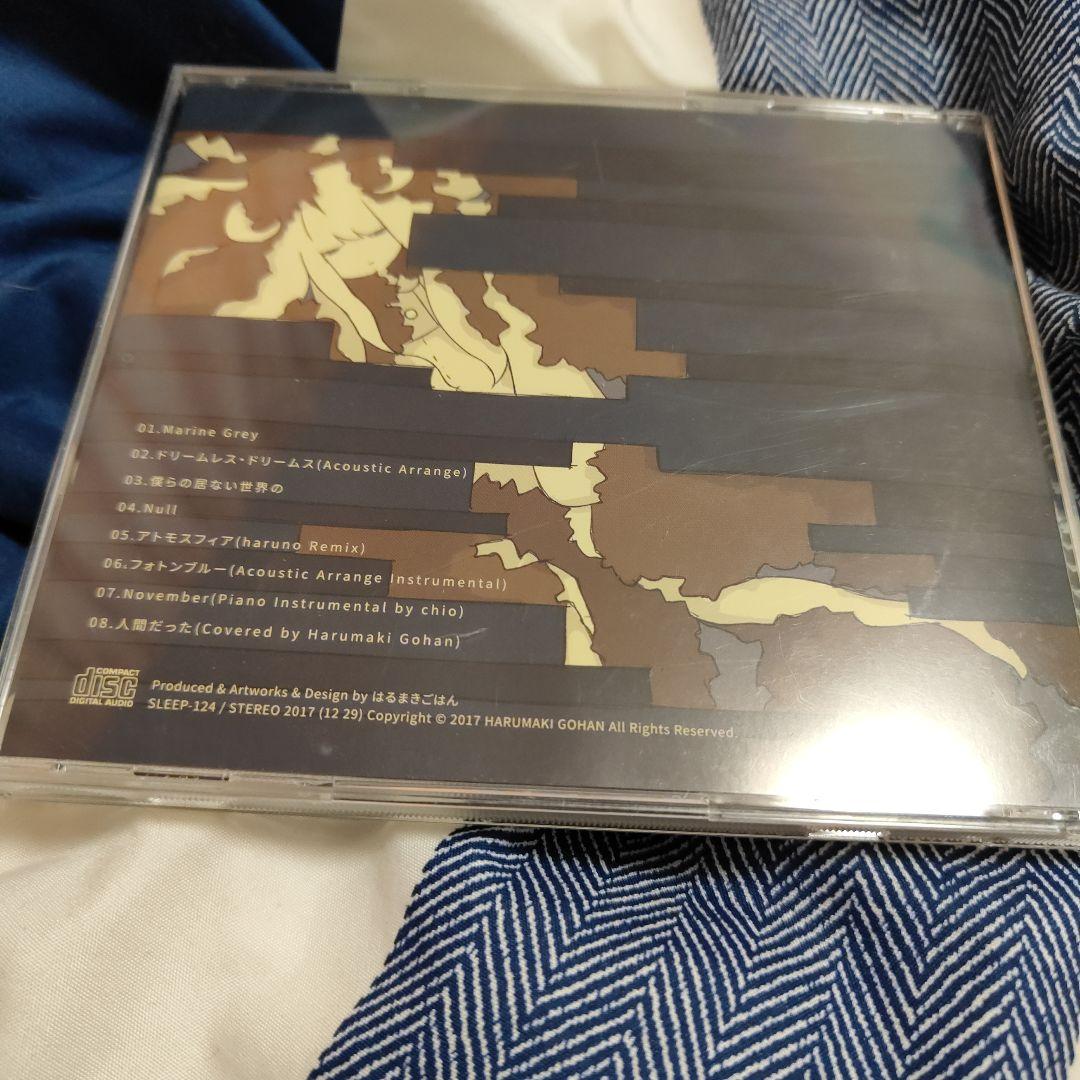 01.Marine Grey
02.ドリームレス・ドリームス(Acoustic Arrange)
03.僕らの居ない世界の
04.Null
05.アトモスフィア(haruno Remix)
06.フォトンブルー(Acoustic Arrange Instrumental)
07.November(Piano Instrumental by chio)
08.人間だった(Covered by Harumaki Gohan)
COMPACT
disc
DIGITAL AUDIO
Produced & Artworks & Design by はるまきごはん
SLEEP-124 / STEREO 2017 (12 29) Copyright © 2017 HARUMAKI GOHAN All Rights Reserved.